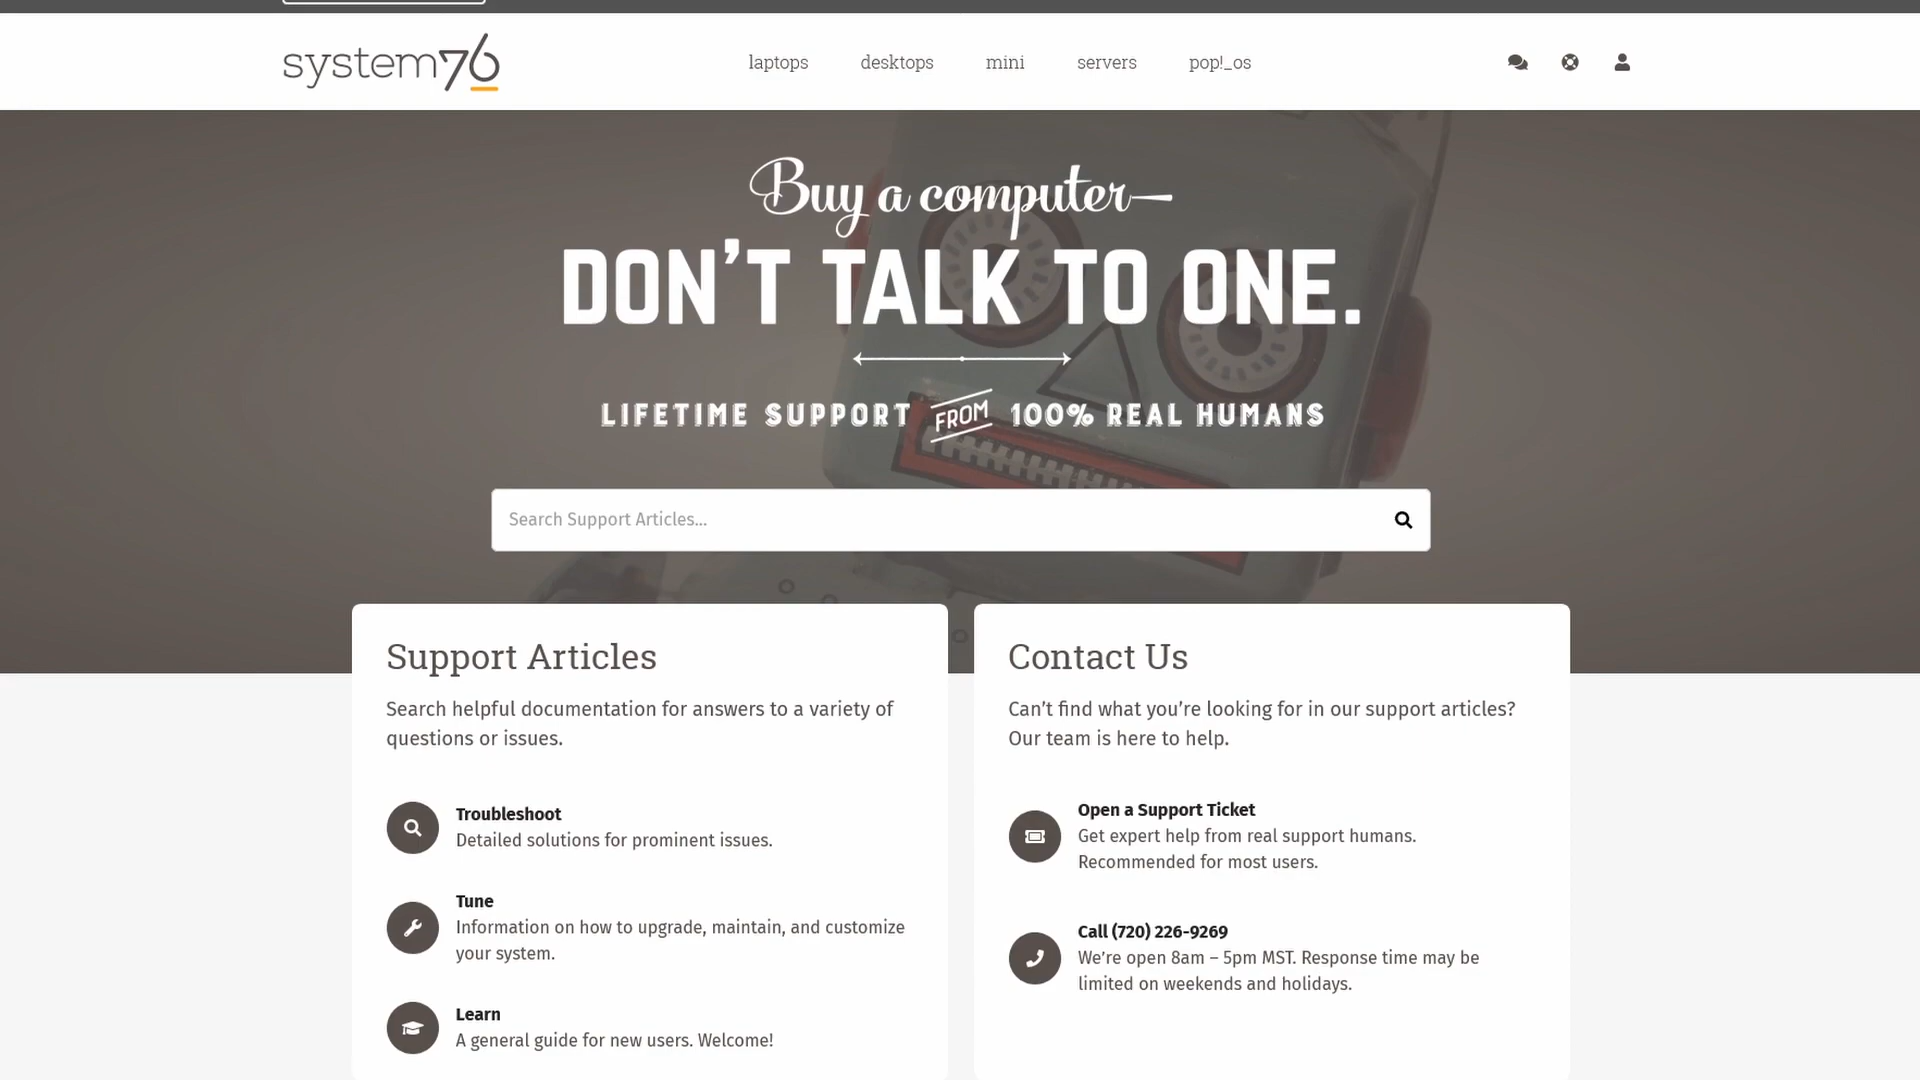 system76
laptops
desktops
mini
servers
pop!_os
Buy a computer—
DON’T TALK TO ONE.
LIFETIME SUPPORT FROM 100% REAL HUMANS
Search Support Articles...
Support Articles
Search helpful documentation for answers to a variety of
questions or issues.
Troubleshoot
Detailed solutions for prominent issues.
Tune
Information on how to upgrade, maintain, and customize
your system.
Learn
A general guide for new users. Welcome!
Contact Us
Can’t find what you’re looking for in our support articles?
Our team is here to help.
Open a Support Ticket
Get expert help from real support humans.
Recommended for most users.
Call (720) 226-9269
We’re open 8am – 5pm MST. Response time may be
limited on weekends and holidays.